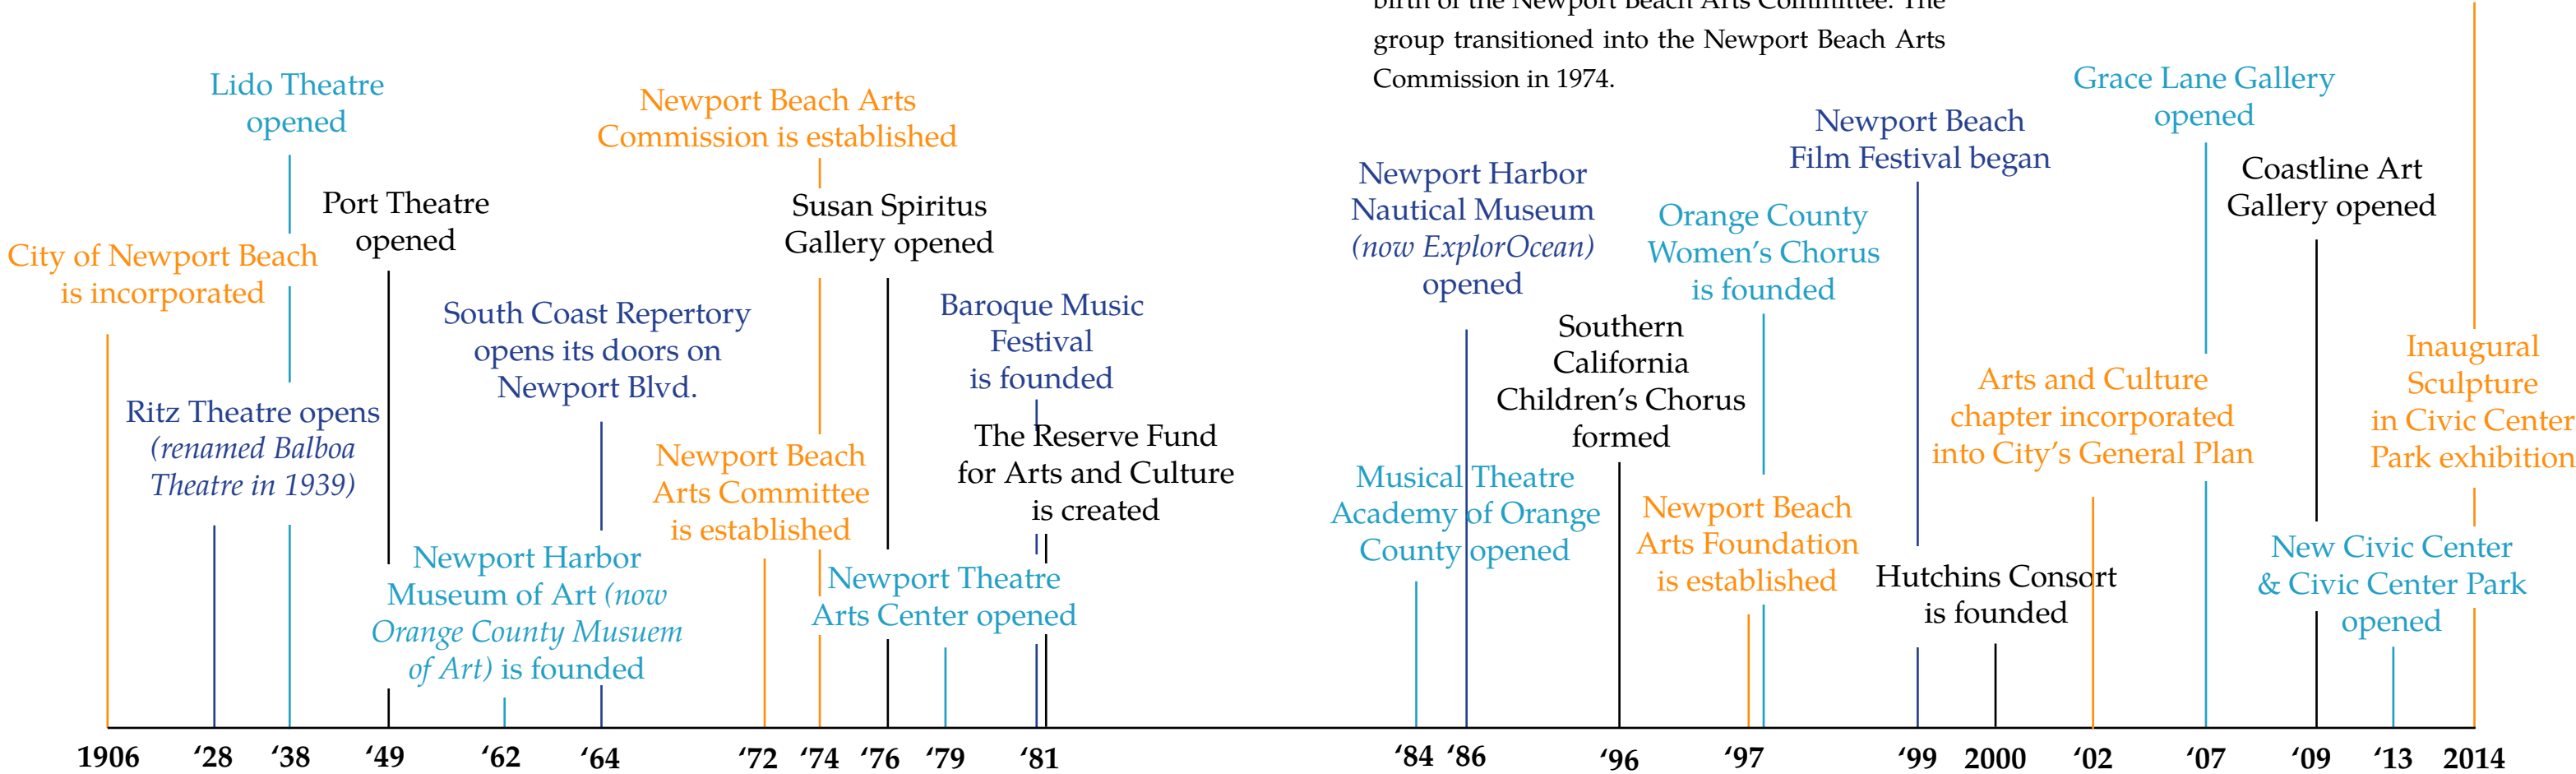 birth of the Newport Beach Arts Committee. The
group transitioned into the Newport Beach Arts
Commission in 1974.
Lido Theatre
opened
Newport Beach Arts
Commission is established
Port Theatre
opened
Susan Spiritus
Gallery opened
City of Newport Beach
is incorporated
South Coast Repertory
opens its doors on
Newport Blvd.
Baroque Music
Festival
is founded
Ritz Theatre opens
(renamed Balboa
Theatre in 1939)
Newport Beach
Arts Committee
is established
The Reserve Fund
for Arts and Culture
is created
Newport Harbor
Museum of Art (now
Orange County Musuem
of Art) is founded
Newport Theatre
Arts Center opened
Grace Lane Gallery
opened
Newport Beach
Film Festival began
Newport Harbor
Nautical Museum
(now ExplorOcean)
opened
Coastline Art
Gallery opened
Orange County
Women’s Chorus
is founded
Southern
California
Children’s Chorus
formed
Inaugural
Sculpture
in Civic Center
Park exhibition
Arts and Culture
chapter incorporated
into City’s General Plan
Musical Theatre
Academy of Orange
County opened
Newport Beach
Arts Foundation
is established
Hutchins Consort
is founded
New Civic Center
& Civic Center Park
opened
1906 ‘28 ‘38 ‘49 ‘62 ‘64 ‘72 ‘74 ‘76 ‘79 ‘81 ‘84 ‘86 ‘96 ‘97 ‘99 2000 ‘02 ‘07 ‘09 ‘13 2014